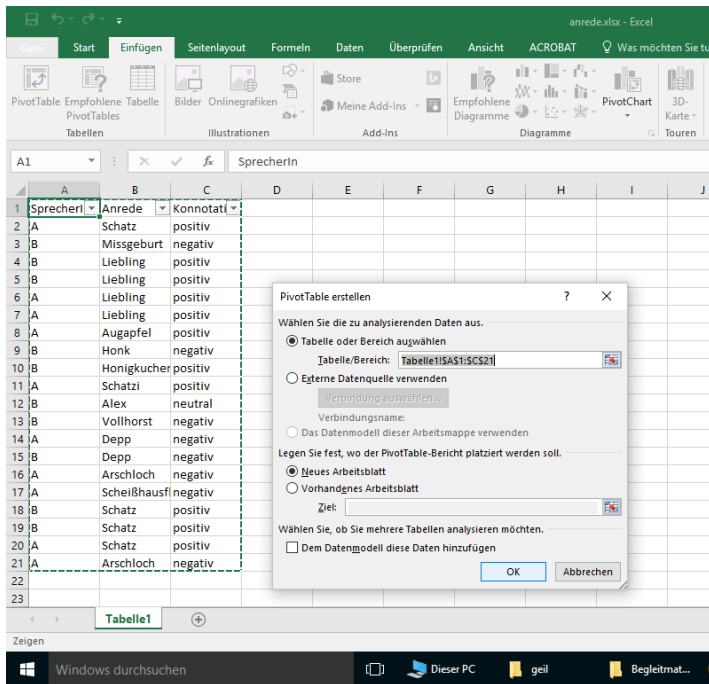 anrede.xlsx - Excel
Datei Start Einfügen Seitenlayout Formeln Daten Überprüfen Ansicht ACROBAT Was möchten Sie tu
PivotTable Empfohlene PivotTables Tabelle
Bilder Onlinegrafiken
Store
Meine Add-Ins
Empfohlene Diagramme
PivotChart
3D-Karte
Tabellen Illustrationen Add-Ins Diagramme Touren
A1 fx SprecherIn
A B C D E F G H I J
1 SprecherI Anrede Konnotati
2 A Schatz positiv
3 B Missgeburt negativ
4 B Liebling positiv
5 B Liebling positiv
6 A Liebling positiv
7 A Liebling positiv
8 A Augapfel positiv
9 B Honk negativ
10 B Honigkucher positiv
11 A Schatzi positiv
12 B Alex neutral
13 B Vollhorst negativ
14 A Depp negativ
15 B Depp negativ
16 A Arschloch negativ
17 A Scheißhausfl negativ
18 B Schatz positiv
19 B Schatz positiv
20 A Schatz positiv
21 A Arschloch negativ
22
23
PivotTable erstellen ? ×
Wählen Sie die zu analysierenden Daten aus.
Tabelle oder Bereich auswählen
Tabelle/Bereich: Tabelle1!$A$1:$C$21
Externe Datenquelle verwenden
Verbindung auswählen...
Verbindungsname:
Das Datenmodell dieser Arbeitsmappe verwenden
Legen Sie fest, wo der PivotTable-Bericht platziert werden soll.
Neues Arbeitsblatt
Vorhandenes Arbeitsblatt
Ziel:
Wählen Sie, ob Sie mehrere Tabellen analysieren möchten.
Dem Datenmodell diese Daten hinzufügen
OK Abbrechen
Tabelle1
Zeigen
Windows durchsuchen Dieser PC geil Begleitmat...